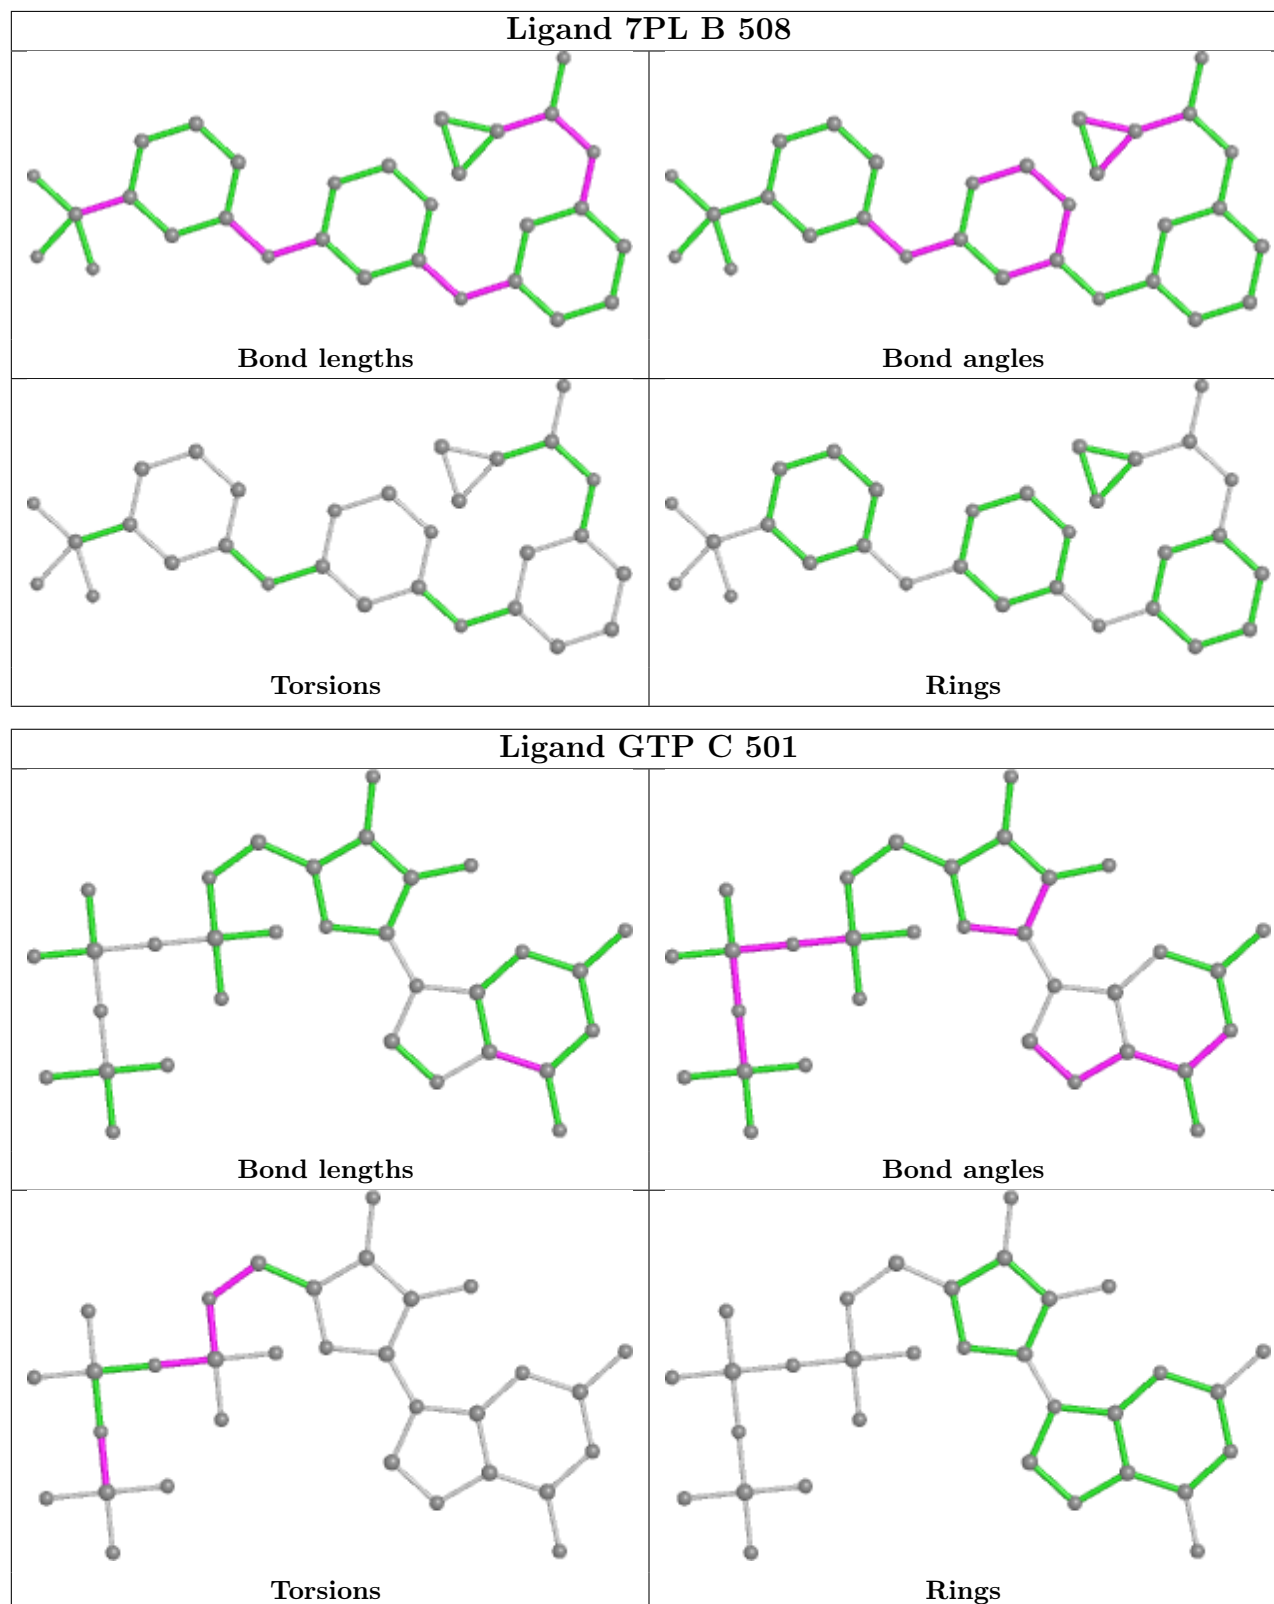 Ligand 7PL B 508
Bond lengths
Bond angles
Torsions
Rings
Ligand GTP C 501
Bond lengths
Bond angles
Torsions
Rings